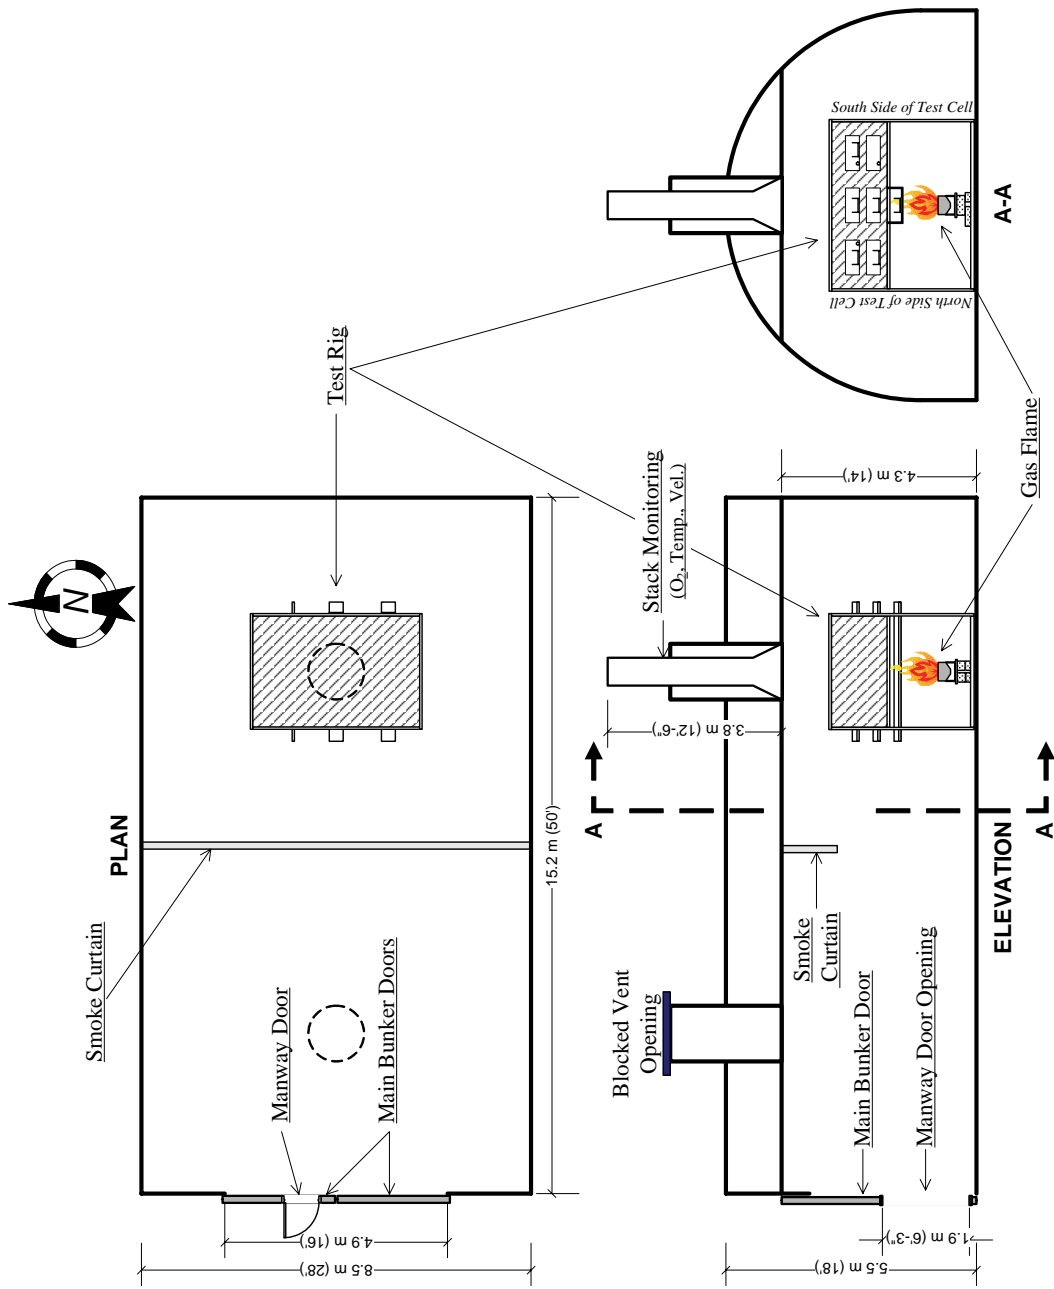 N
PLAN
Smoke Curtain
Manway Door
Main Bunker Doors
Test Rig
4.9 m (16')
8.5 m (28')
15.2 m (50')
Stack Monitoring
(O2, Temp., Vel.)
3.8 m (12'-6")
4.3 m (14')
A
A
ELEVATION
Smoke
Curtain
Blocked Vent
Opening
Main Bunker Door
Manway Door Opening
1.9 m (6'-3")
5.5 m (18')
Gas Flame
South Side of Test Cell
North Side of Test Cell
A-A